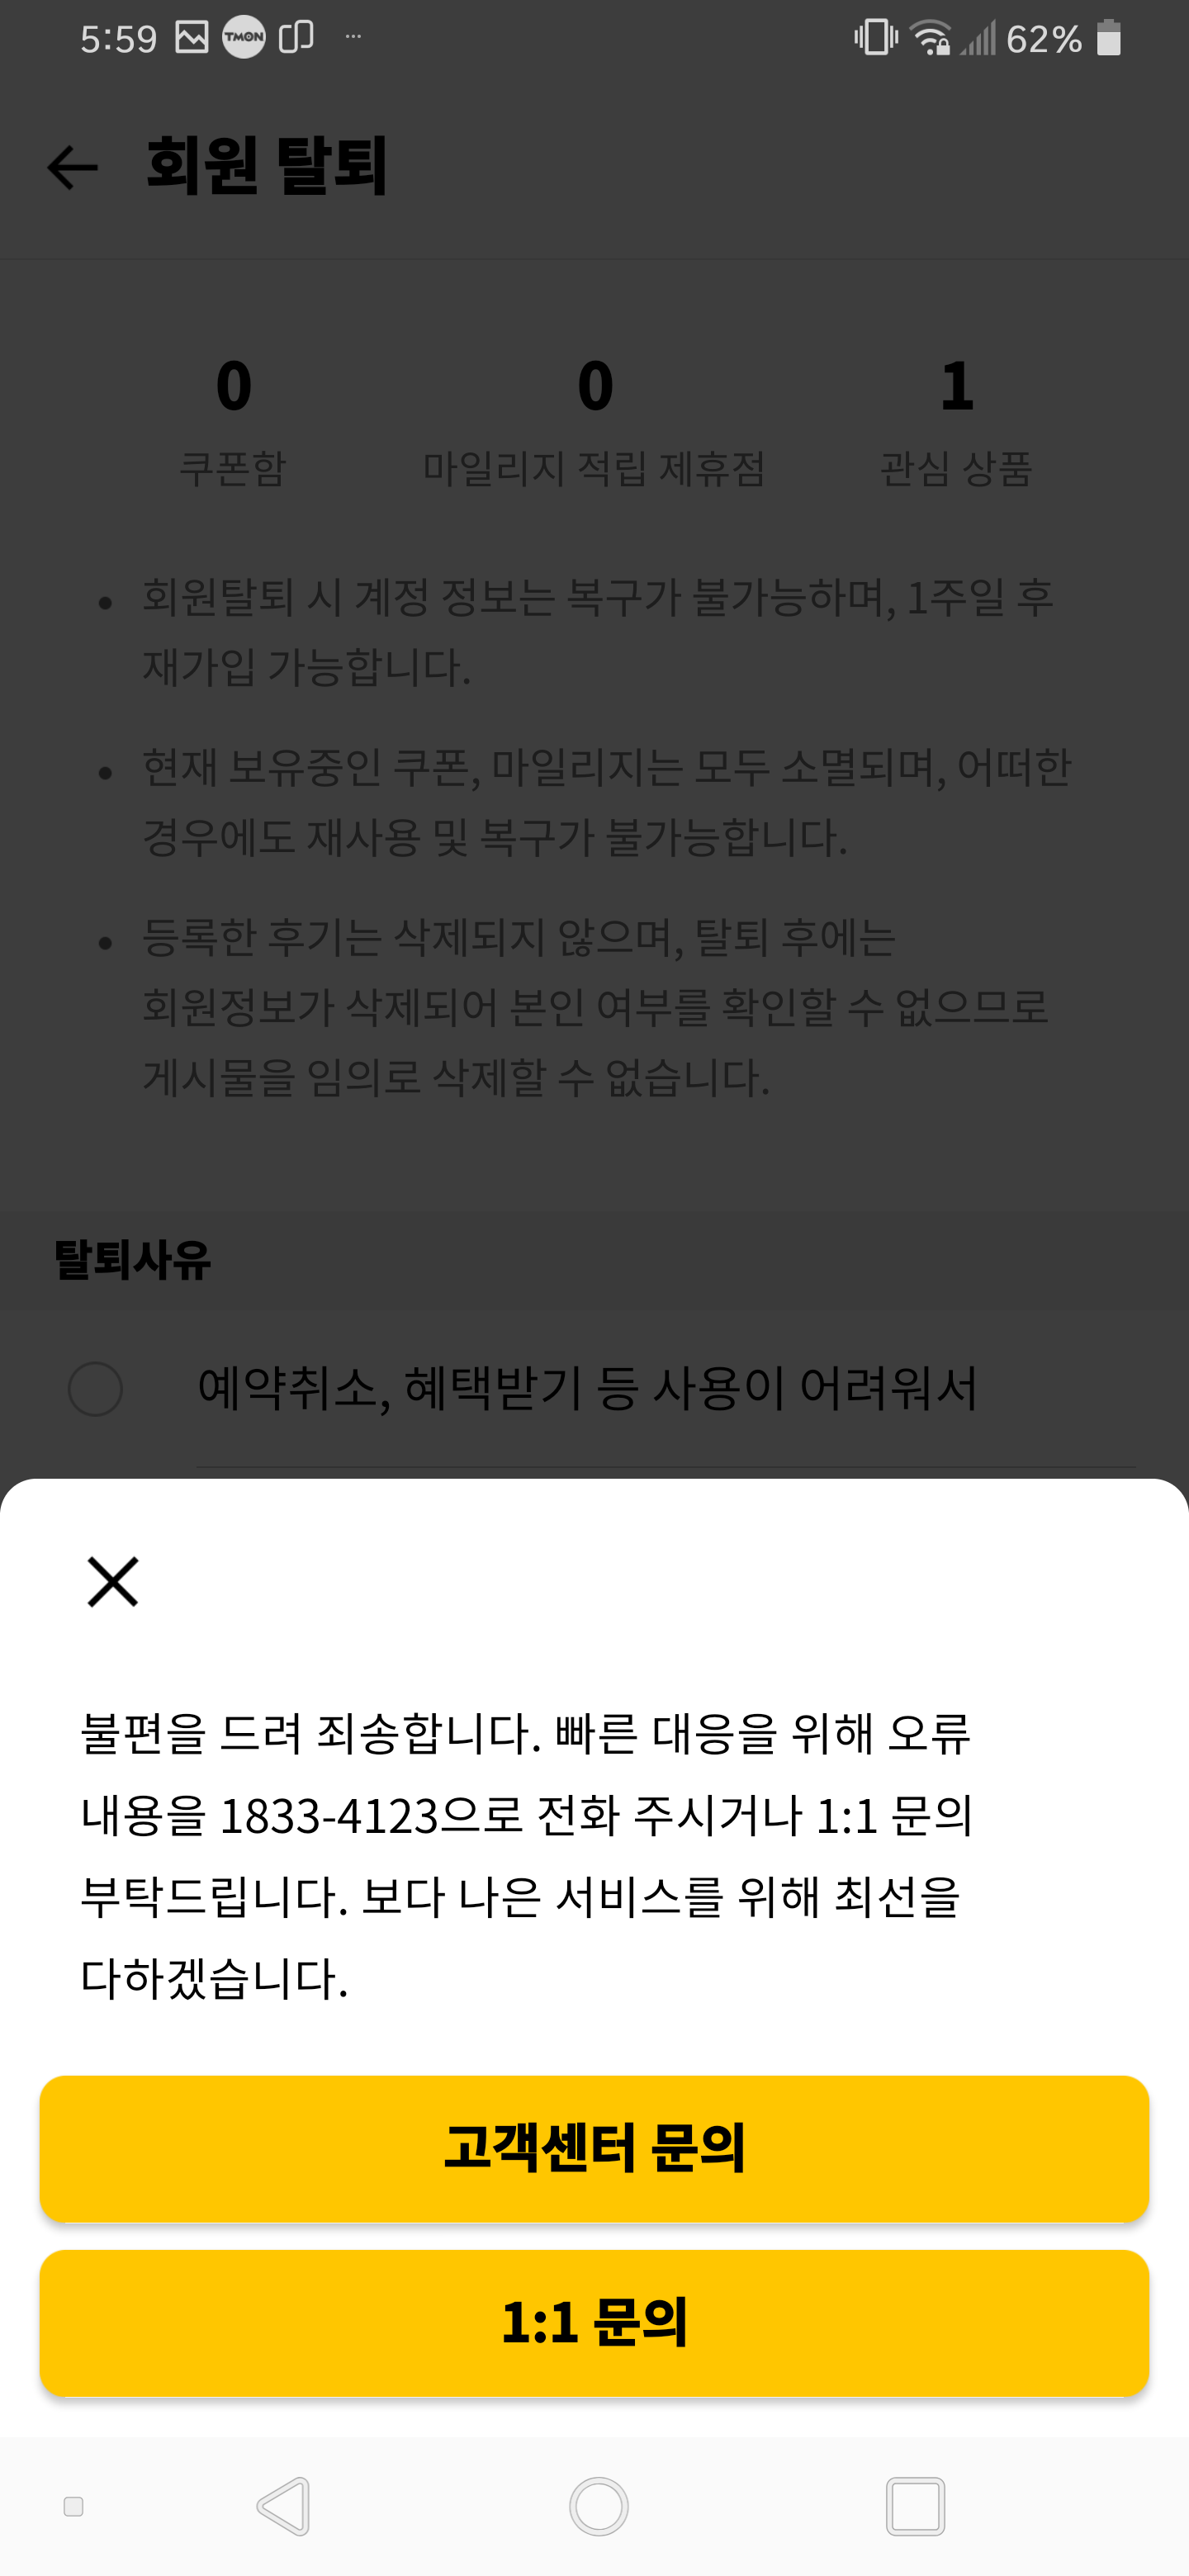 5:59 TMON ... 62%
회원 탈퇴
0 0 1
쿠폰함 마일리지 적립 제휴점 관심 상품
• 회원탈퇴 시 계정 정보는 복구가 불가능하며, 1주일 후
재가입 가능합니다.
• 현재 보유중인 쿠폰, 마일리지는 모두 소멸되며, 어떠한
경우에도 재사용 및 복구가 불가능합니다.
• 등록한 후기는 삭제되지 않으며, 탈퇴 후에는
회원정보가 삭제되어 본인 여부를 확인할 수 없으므로
게시물을 임의로 삭제할 수 없습니다.
탈퇴사유
예약취소, 혜택받기 등 사용이 어려워서
불편을 드려 죄송합니다. 빠른 대응을 위해 오류
내용을 1833-4123으로 전화 주시거나 1:1 문의
부탁드립니다. 보다 나은 서비스를 위해 최선을
다하겠습니다.
고객센터 문의
1:1 문의